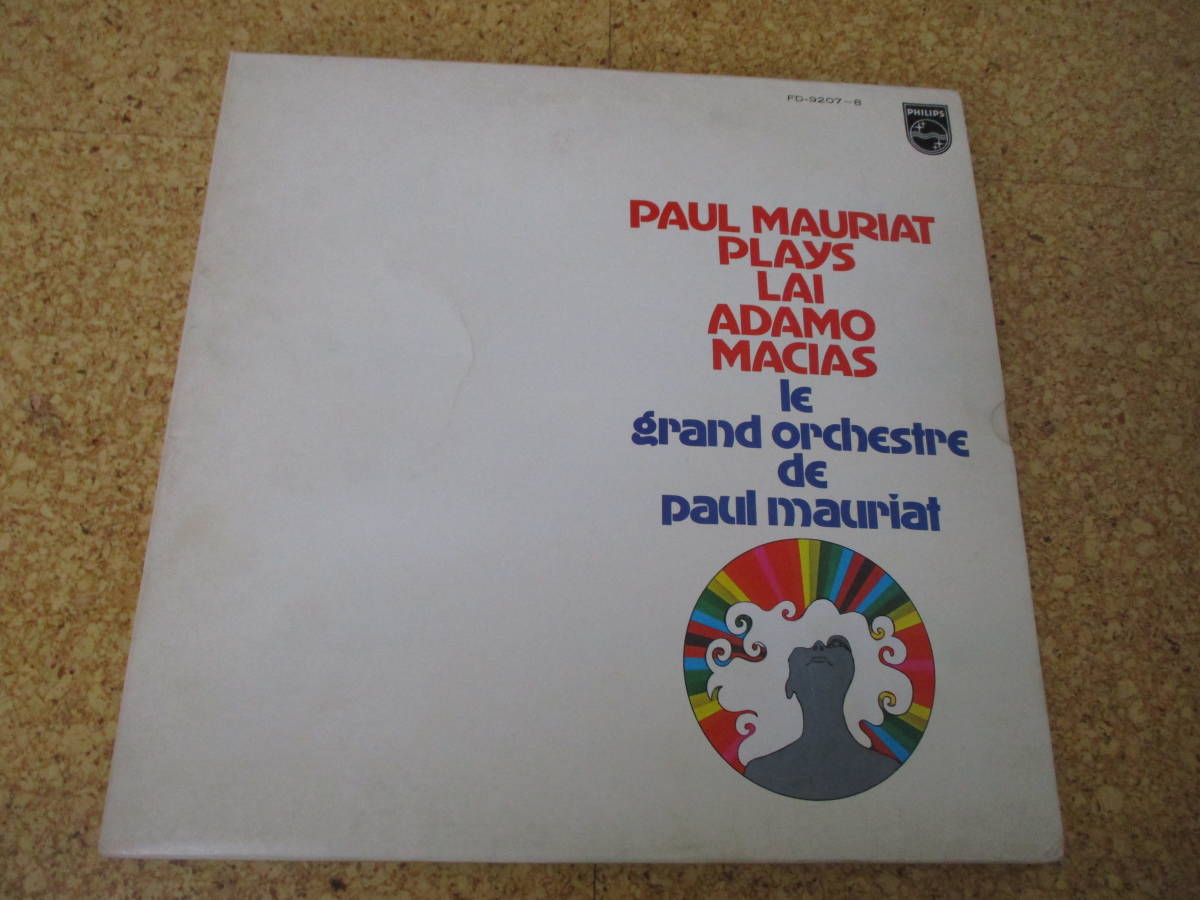 FD-9207-8
PHILIPS
PAUL MAURIAT
PLAYS
LAI
ADAMO
MACIAS
le
grand orchestre
de
paul mauriat